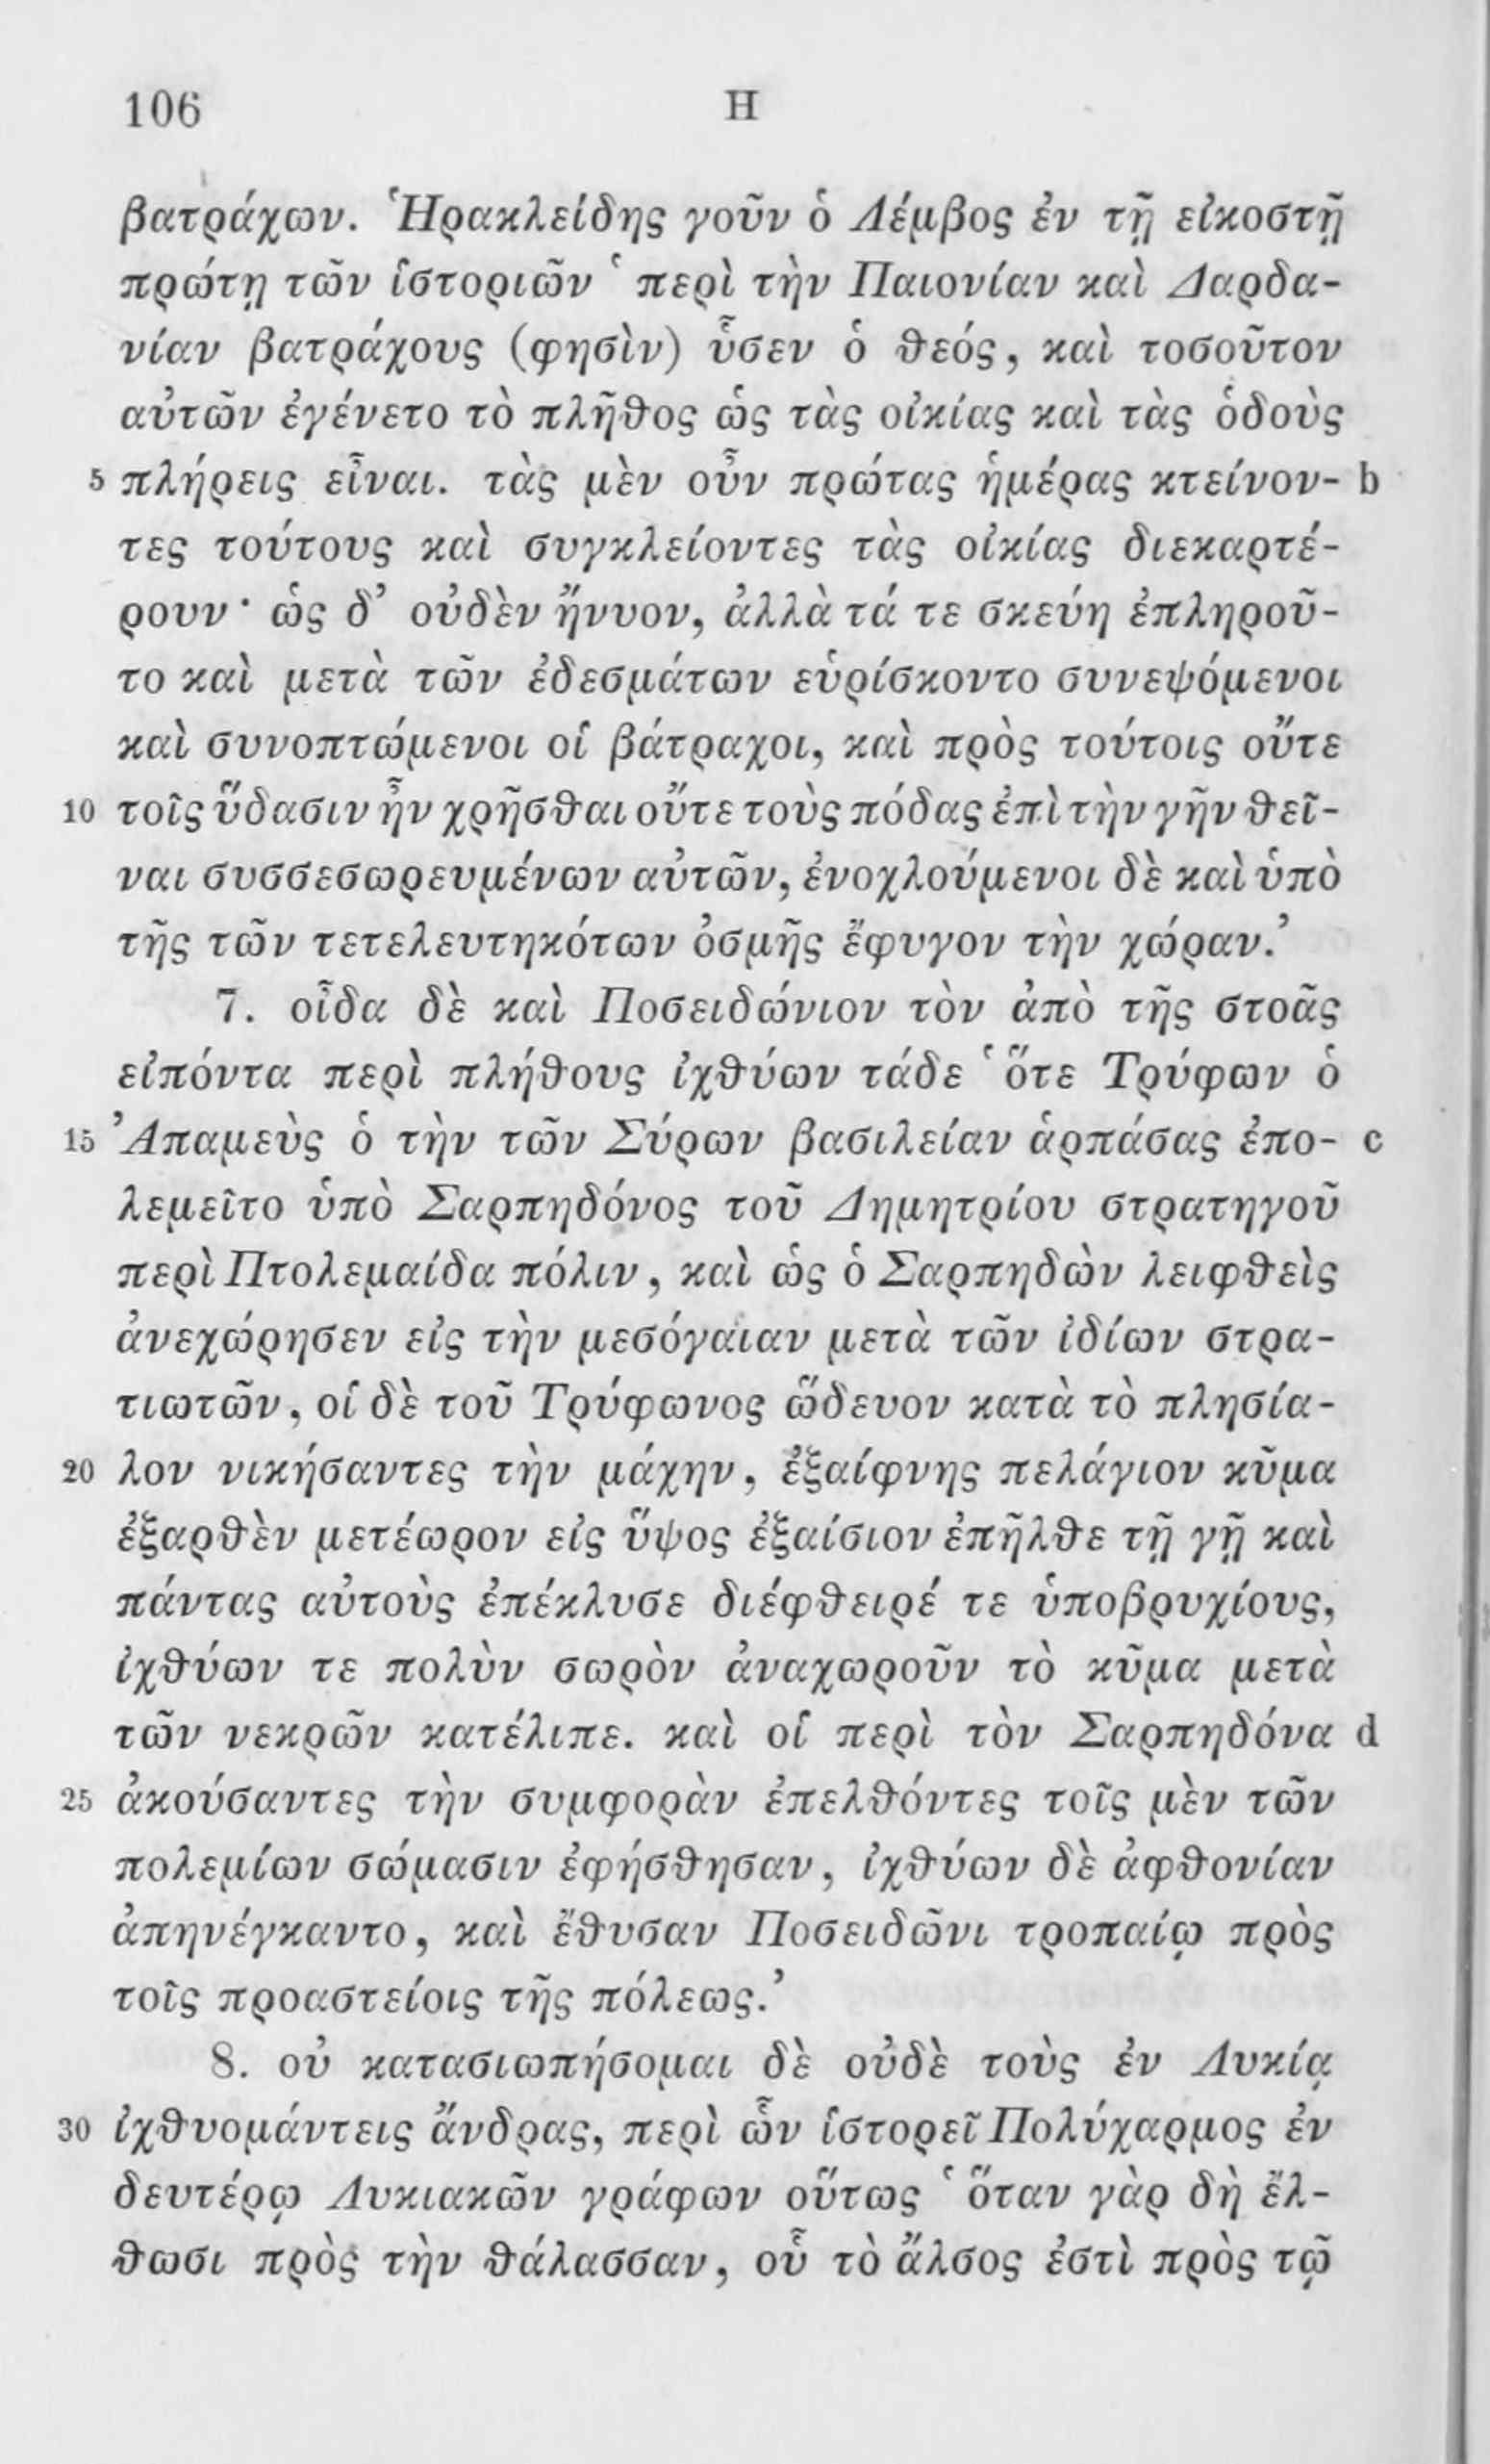 106 Η
βατράχων. Ἡρακλείδης γοῦν ὁ Λέμβος ἐν τῇ εἰκοστῇ
πρώτῃ τῶν ἱστοριῶν ʽπερὶ τὴν Παιονίαν καὶ Δαρδα-
νίαν βατράχους (φησὶν) ὗσεν ὁ θεός, καὶ τοσοῦτον
αὐτῶν ἐγένετο τὸ πλῆθος ὡς τὰς οἰκίας καὶ τὰς ὁδοὺς
5 πλήρεις εἶναι. τὰς μὲν οὖν πρώτας ἡμέρας κτείνον- b
τες τούτους καὶ συγκλείοντες τὰς οἰκίας διεκαρτέ-
ρουν· ὡς δ’ οὐδὲν ἤνυον, ἀλλὰ τά τε σκεύη ἐπληροῦ-
το καὶ μετὰ τῶν ἐδεσμάτων εὑρίσκοντο συνεψόμενοι
καὶ συνοπτώμενοι οἱ βάτραχοι, καὶ πρὸς τούτοις οὔτε
10 τοῖς ὕδασιν ἦν χρῆσθαι οὔτε τοὺς πόδας ἐπὶ τὴν γῆν θεῖ-
ναι συσσεσωρευμένων αὐτῶν, ἐνοχλούμενοι δὲ καὶ ὑπὸ
τῆς τῶν τετελευτηκότων ὀσμῆς ἔφυγον τὴν χώραν.’
7. οἶδα δὲ καὶ Ποσειδώνιον τὸν ἀπὸ τῆς στοᾶς
εἰπόντα περὶ πλήθους ἰχθύων τάδε ʽὅτε Τρύφων ὁ
15 Ἀπαμεὺς ὁ τὴν τῶν Σύρων βασιλείαν ἁρπάσας ἐπο- c
λεμεῖτο ὑπὸ Σαρπηδόνος τοῦ Δημητρίου στρατηγοῦ
περὶ Πτολεμαίδα πόλιν, καὶ ὡς ὁ Σαρπηδὼν λειφθεὶς
ἀνεχώρησεν εἰς τὴν μεσόγαιαν μετὰ τῶν ἰδίων στρα-
τιωτῶν, οἱ δὲ τοῦ Τρύφωνος ὥδευον κατὰ τὸ πλησία-
20 λον νικήσαντες τὴν μάχην, ἐξαίφνης πελάγιον κῦμα
ἐξαρθὲν μετέωρον εἰς ὕψος ἐξαίσιον ἐπῆλθε τῇ γῇ καὶ
πάντας αὐτοὺς ἐπέκλυσε διέφθειρέ τε ὑποβρυχίους,
ἰχθύων τε πολὺν σωρὸν ἀναχωροῦν τὸ κῦμα μετὰ
τῶν νεκρῶν κατέλιπε. καὶ οἱ περὶ τὸν Σαρπηδόνα d
25 ἀκούσαντες τὴν συμφορὰν ἐπελθόντες τοῖς μὲν τῶν
πολεμίων σώμασιν ἐφήσθησαν, ἰχθύων δὲ ἀφθονίαν
ἀπηνέγκαντο, καὶ ἔθυσαν Ποσειδῶνι τροπαίῳ πρὸς
τοῖς προαστείοις τῆς πόλεως.’
8. οὐ κατασιωπήσομαι δὲ οὐδὲ τοὺς ἐν Λυκίᾳ
30 ἰχθυομάντεις ἄνδρας, περὶ ὧν ἱστορεῖ Πολύχαρμος ἐν
δευτέρῳ Λυκιακῶν γράφων οὕτως ʽὅταν γὰρ δὴ ἔλ-
θωσι πρὸς τὴν θάλασσαν, οὗ τὸ ἄλσος ἐστὶ πρὸς τῷ